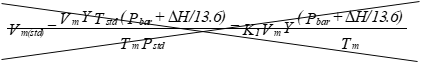 V_m(std) = V_m Y T_std (P_bar + ΔH/13.6) / T_m P_std = K_1 V_m Y (P_bar + ΔH/13.6) / T_m